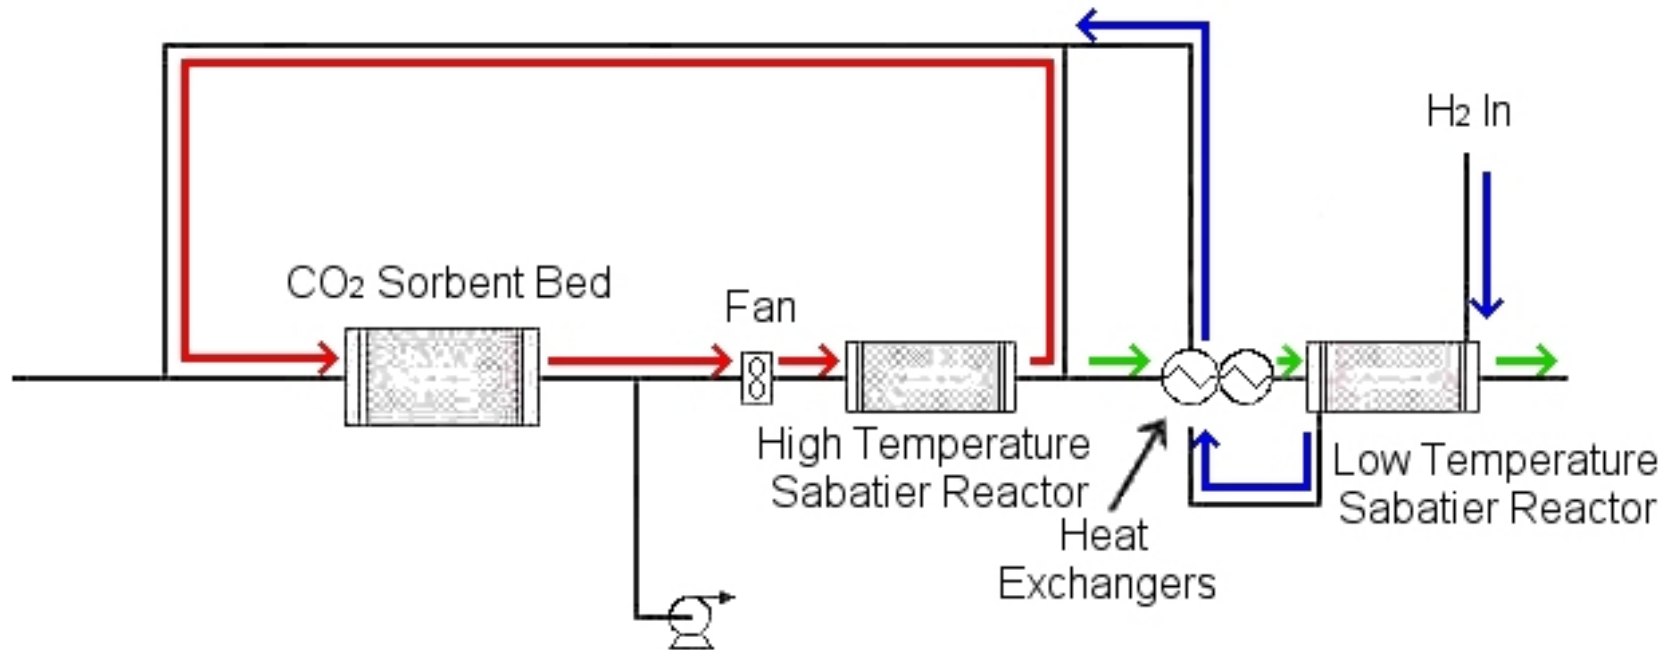 H₂ In
CO₂ Sorbent Bed
Fan
High Temperature
Sabatier Reactor
Low Temperature
Sabatier Reactor
Heat
Exchangers